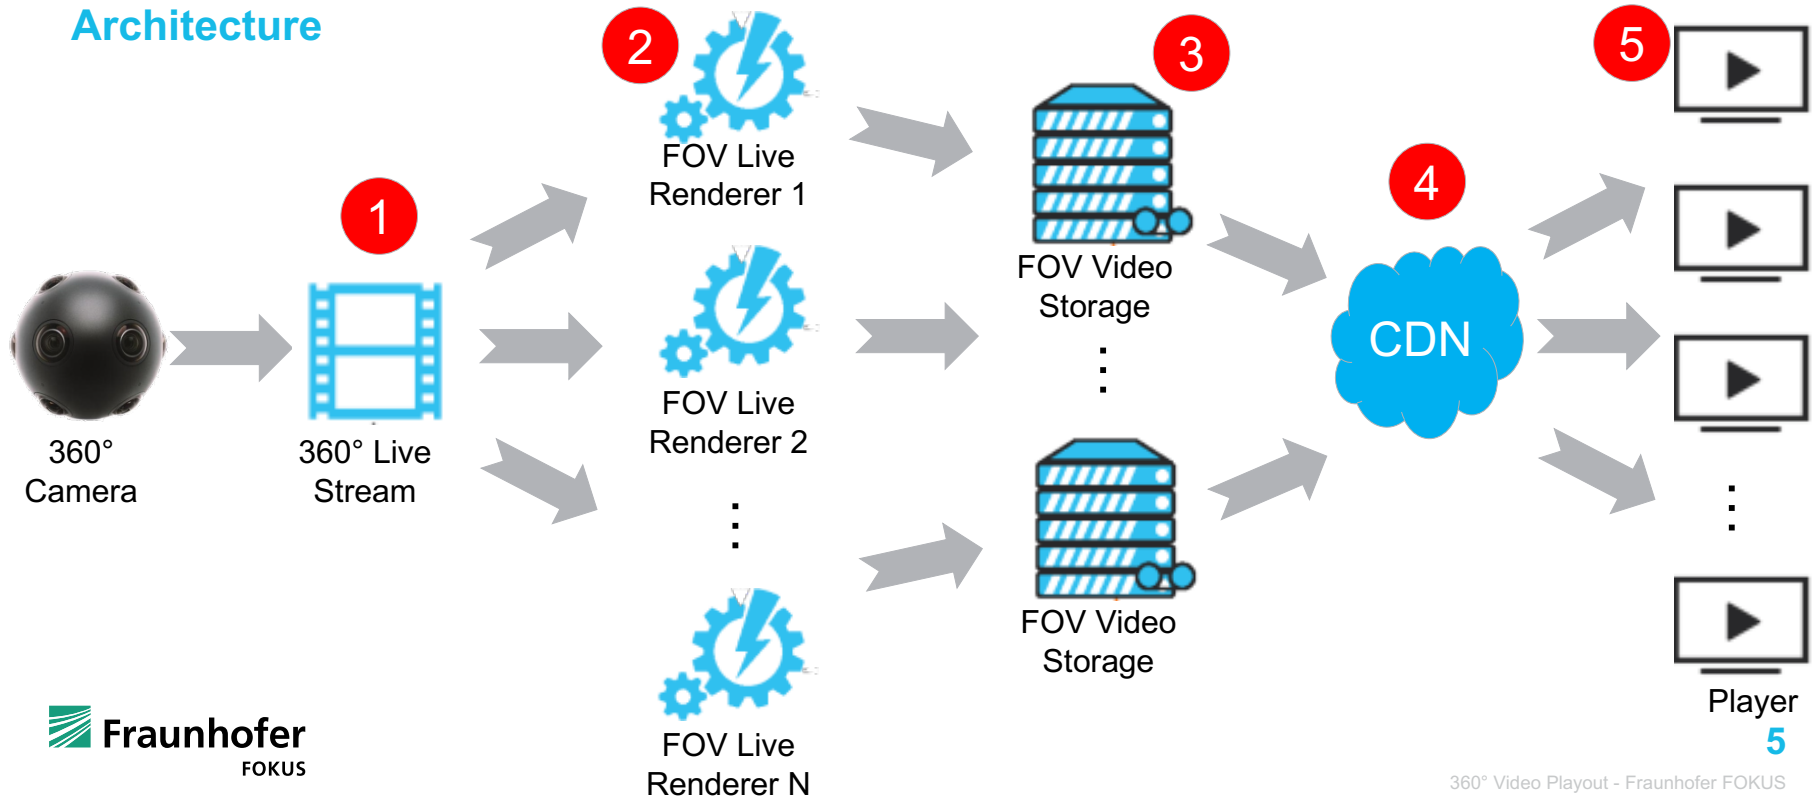 Architecture
1
2
3
4
5
360°
Camera
360° Live
Stream
FOV Live
Renderer 1
FOV Live
Renderer 2
⋮
FOV Live
Renderer N
FOV Video
Storage
⋮
FOV Video
Storage
CDN
⋮
Player
Fraunhofer
FOKUS
5
360° Video Playout - Fraunhofer FOKUS